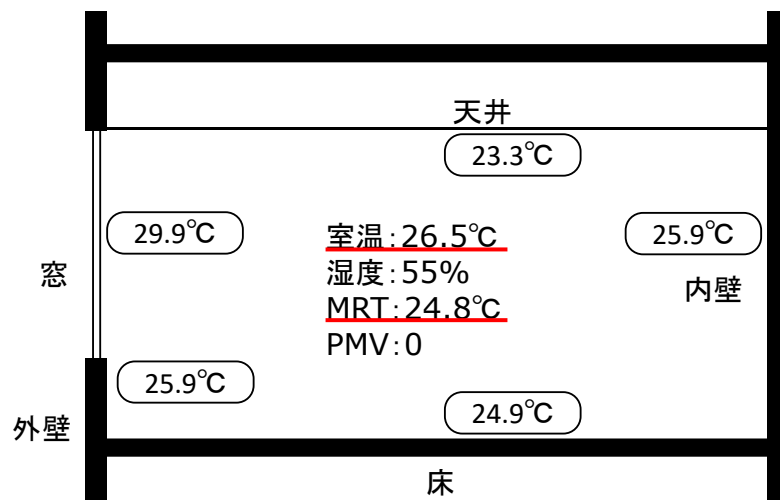 天井
23.3℃
29.9℃
室温:26.5℃
25.9℃
湿度:55%
窓
内壁
MRT:24.8℃
PMV:0
25.9℃
外壁
24.9℃
床